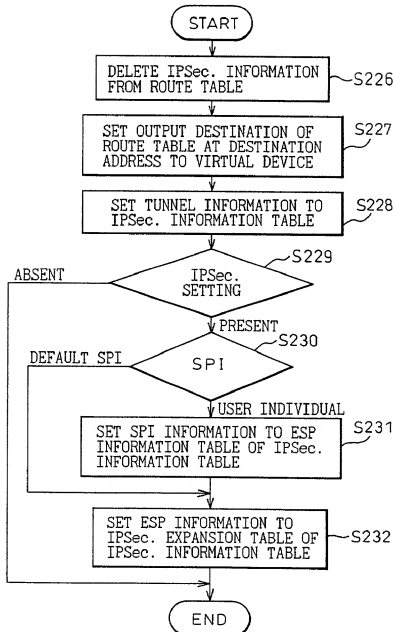 START
DELETE IPSec. INFORMATION
FROM ROUTE TABLE
S226
SET OUTPUT DESTINATION OF
ROUTE TABLE AT DESTINATION
ADDRESS TO VIRTUAL DEVICE
S227
SET TUNNEL INFORMATION TO
IPSec. INFORMATION TABLE
S228
S229
ABSENT
IPSec.
SETTING
PRESENT
S230
DEFAULT SPI
SPI
USER INDIVIDUAL
SET SPI INFORMATION TO ESP
INFORMATION TABLE OF IPSec.
INFORMATION TABLE
S231
SET ESP INFORMATION TO
IPSec. EXPANSION TABLE OF
IPSec. INFORMATION TABLE
S232
END